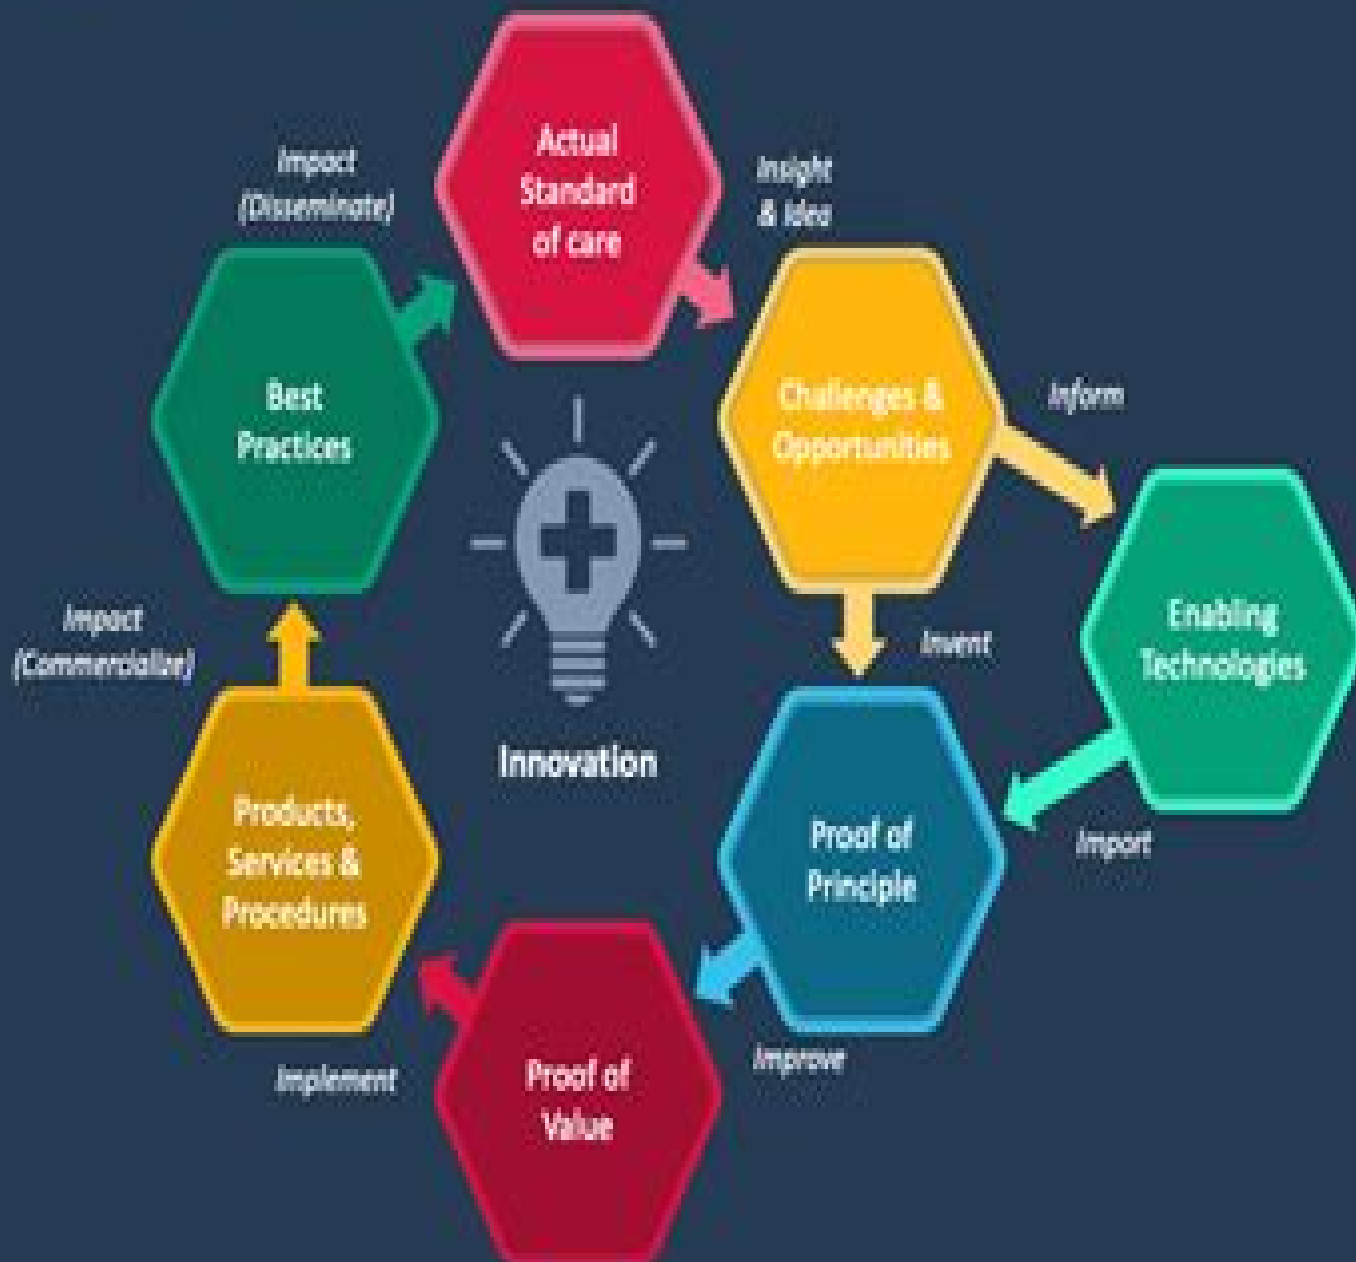 Actual
Standard
of care
Insight
& Idea
Challenges &
Opportunities
Inform
Enabling
Technologies
Import
Invent
Proof of
Principle
Improve
Proof of
Value
Implement
Products,
Services &
Procedures
Impact
(Commercialize)
Best
Practices
Impact
(Disseminate)
Innovation